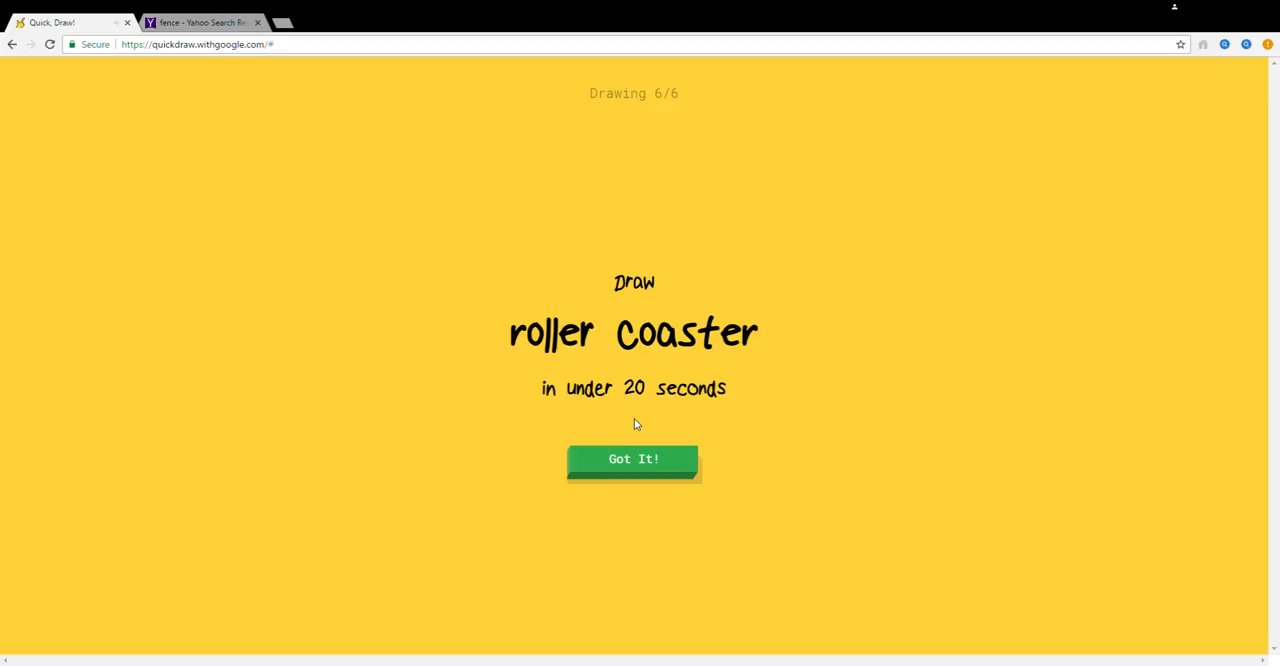 Quick, Draw!
fence - Yahoo Search Re
Secure https://quickdraw.withgoogle.com/#
Drawing 6/6
Draw
roller coaster
in under 20 seconds
Got It!